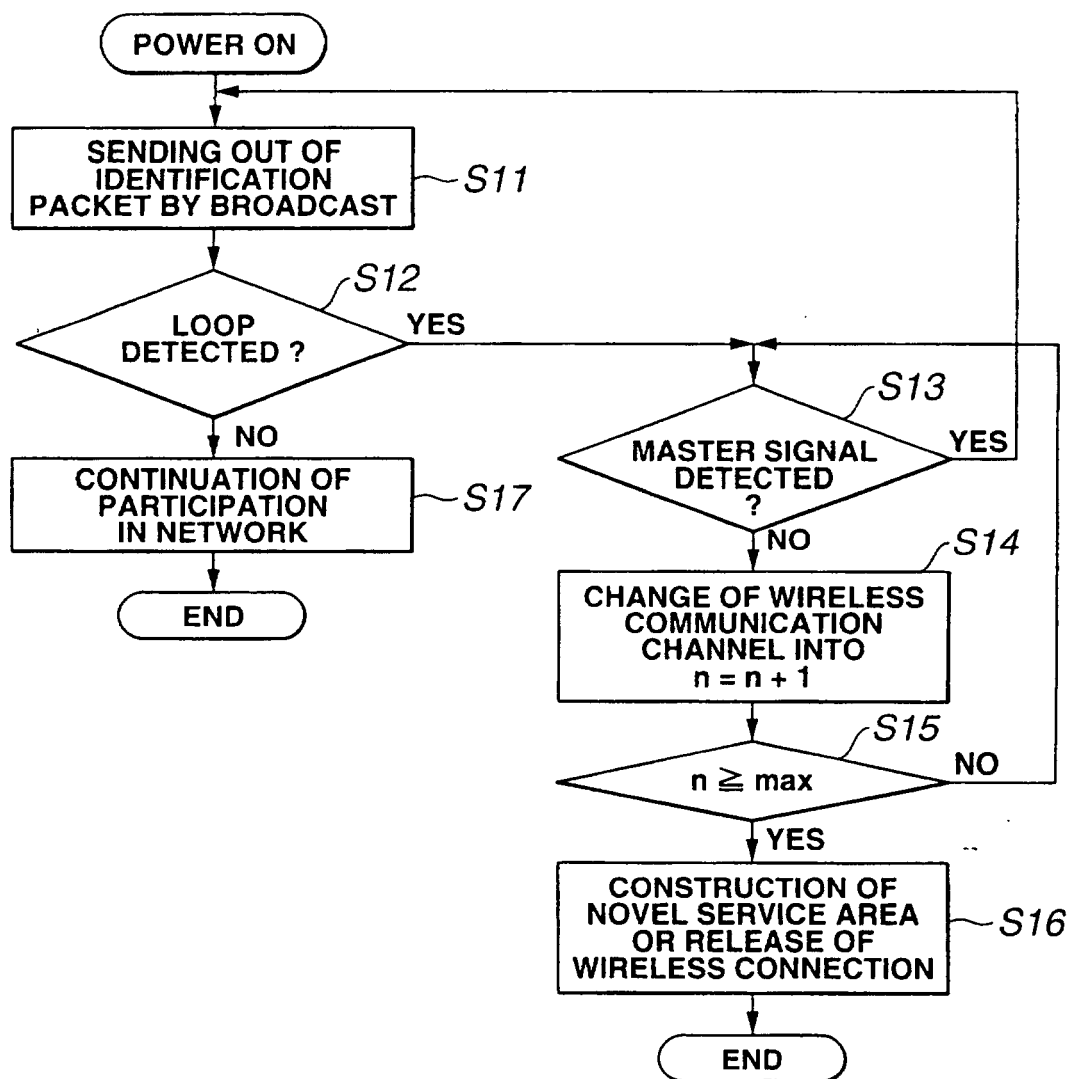 POWER ON
SENDING OUT OF
IDENTIFICATION
PACKET BY BROADCAST
S11
S12
LOOP
DETECTED ?
YES
NO
S13
MASTER SIGNAL
DETECTED
?
YES
NO
CONTINUATION OF
PARTICIPATION
IN NETWORK
S17
END
S14
CHANGE OF WIRELESS
COMMUNICATION
CHANNEL INTO
n = n + 1
S15
n ≧ max
NO
YES
CONSTRUCTION OF
NOVEL SERVICE AREA
OR RELEASE OF
WIRELESS CONNECTION
S16
END